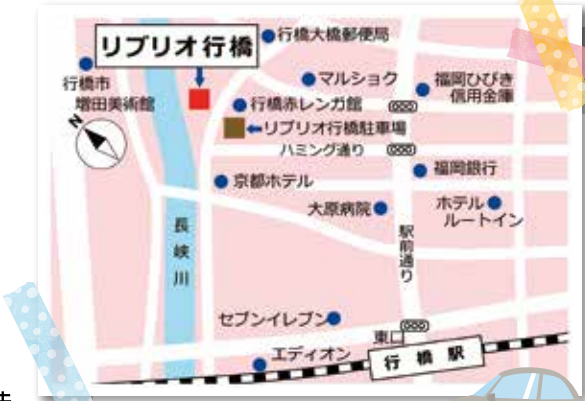 リブリオ行橋
行橋大橋郵便局
行橋市
増田美術館
マルショク
福岡ひびき
信用金庫
行橋赤レンガ館
←リブリオ行橋駐車場
ハミング通り
N
京都ホテル
福岡銀行
大原病院
ホテル
ルートイン
長峡川
駅前通り
セブンイレブン
東口
エディオン
行橋駅